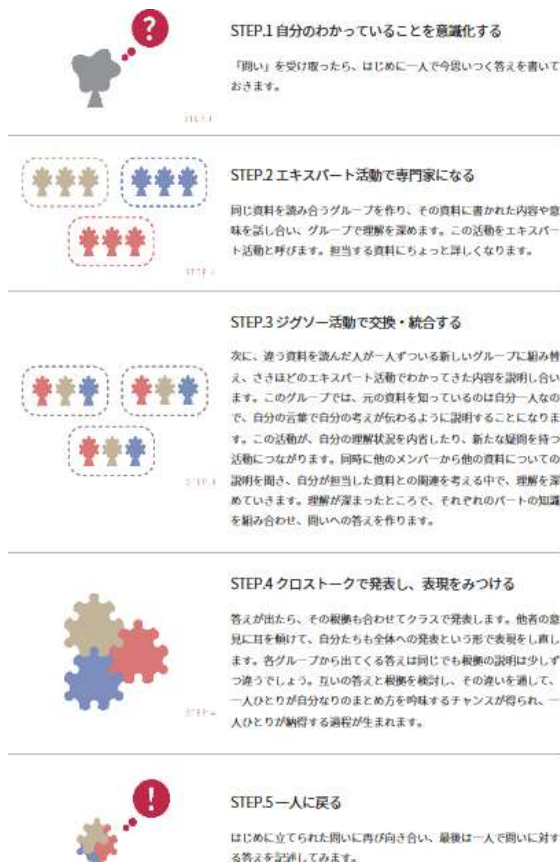 ?
STEP.1 自分のわかっていることを意識化する
「問い」を受け取ったら、はじめに一人で今思いつく答えを書いて
おきます。
STEP.1
STEP.2 エキスパート活動で専門家になる
同じ資料を読み合うグループを作り、その資料に書かれた内容や意
味を話し合い、グループで理解を深めます。この活動をエキスパー
ト活動と呼びます。担当する資料にちょっと詳しくなります。
STEP.2
STEP.3 ジグソー活動で交換・統合する
次に、違う資料を読んだ人が一人ずついる新しいグループに組み替
え、さきほどのエキスパート活動でわかってきた内容を説明し合い
ます。このグループでは、元の資料を知っているのは自分一人なの
で、自分の言葉で自分の考えが伝わるように説明することになりま
す。この活動が、自分の理解状況を内省したり、新たな疑問を持つ
活動につながります。同時に他のメンバーから他の資料についての
説明を聞き、自分が担当した資料との関連を考える中で、理解を深
めていきます。理解が深まったところで、それぞれのパートの知識
を組み合わせ、問いへの答えを作ります。
STEP.3
STEP.4 クロストークで発表し、表現をみつける
答えが出たら、その根拠も合わせてクラスで発表します。他者の意
見に耳を傾けて、自分たちも全体への発表という形で表現をし直し
ます。各グループから出てくる答えは同じでも根拠の説明は少しず
つ違うでしょう。互いの答えと根拠を検討し、その違いを通して、
一人ひとりが自分なりのまとめ方を吟味するチャンスが得られ、一
人ひとりが納得する過程が生まれます。
STEP.4
!
STEP.5 一人に戻る
はじめに立てられた問いに再び向き合い、最後は一人で問いに対す
る答えを記述してみます。